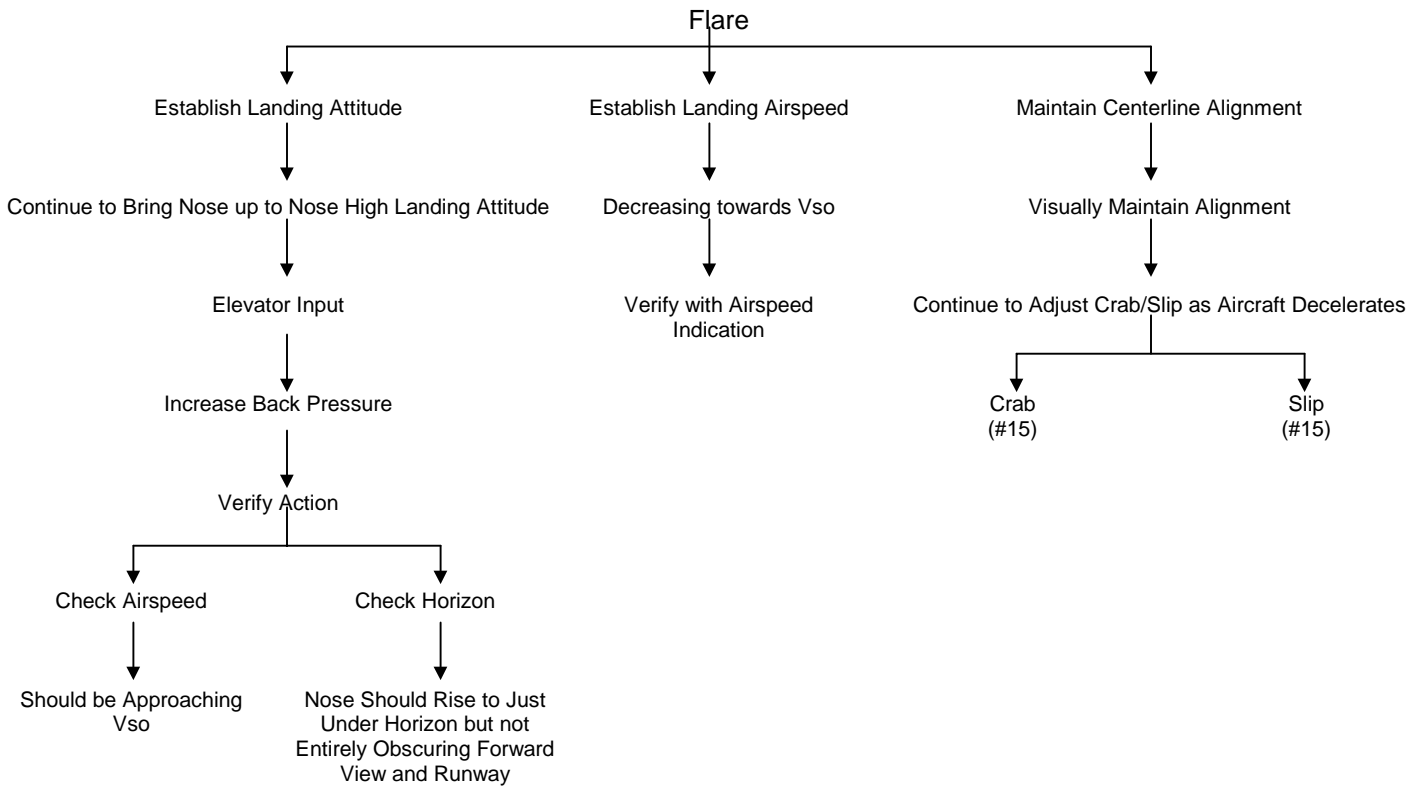 Flare
Establish Landing Attitude
Establish Landing Airspeed
Maintain Centerline Alignment
Continue to Bring Nose up to Nose High Landing Attitude
Decreasing towards Vso
Visually Maintain Alignment
Elevator Input
Verify with Airspeed
Indication
Continue to Adjust Crab/Slip as Aircraft Decelerates
Increase Back Pressure
Crab
(#15)
Slip
(#15)
Verify Action
Check Airspeed
Check Horizon
Should be Approaching
Vso
Nose Should Rise to Just
Under Horizon but not
Entirely Obscuring Forward
View and Runway